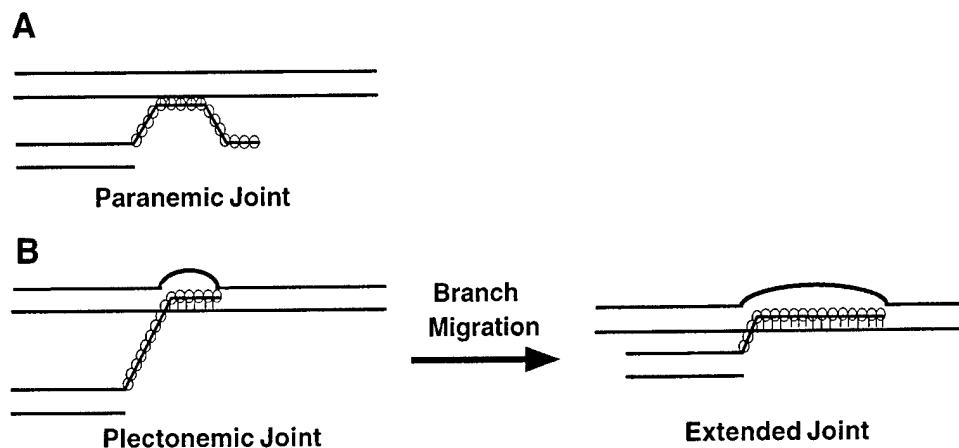 A
Paranemic Joint
B
Plectonemic Joint
Branch
Migration
Extended Joint